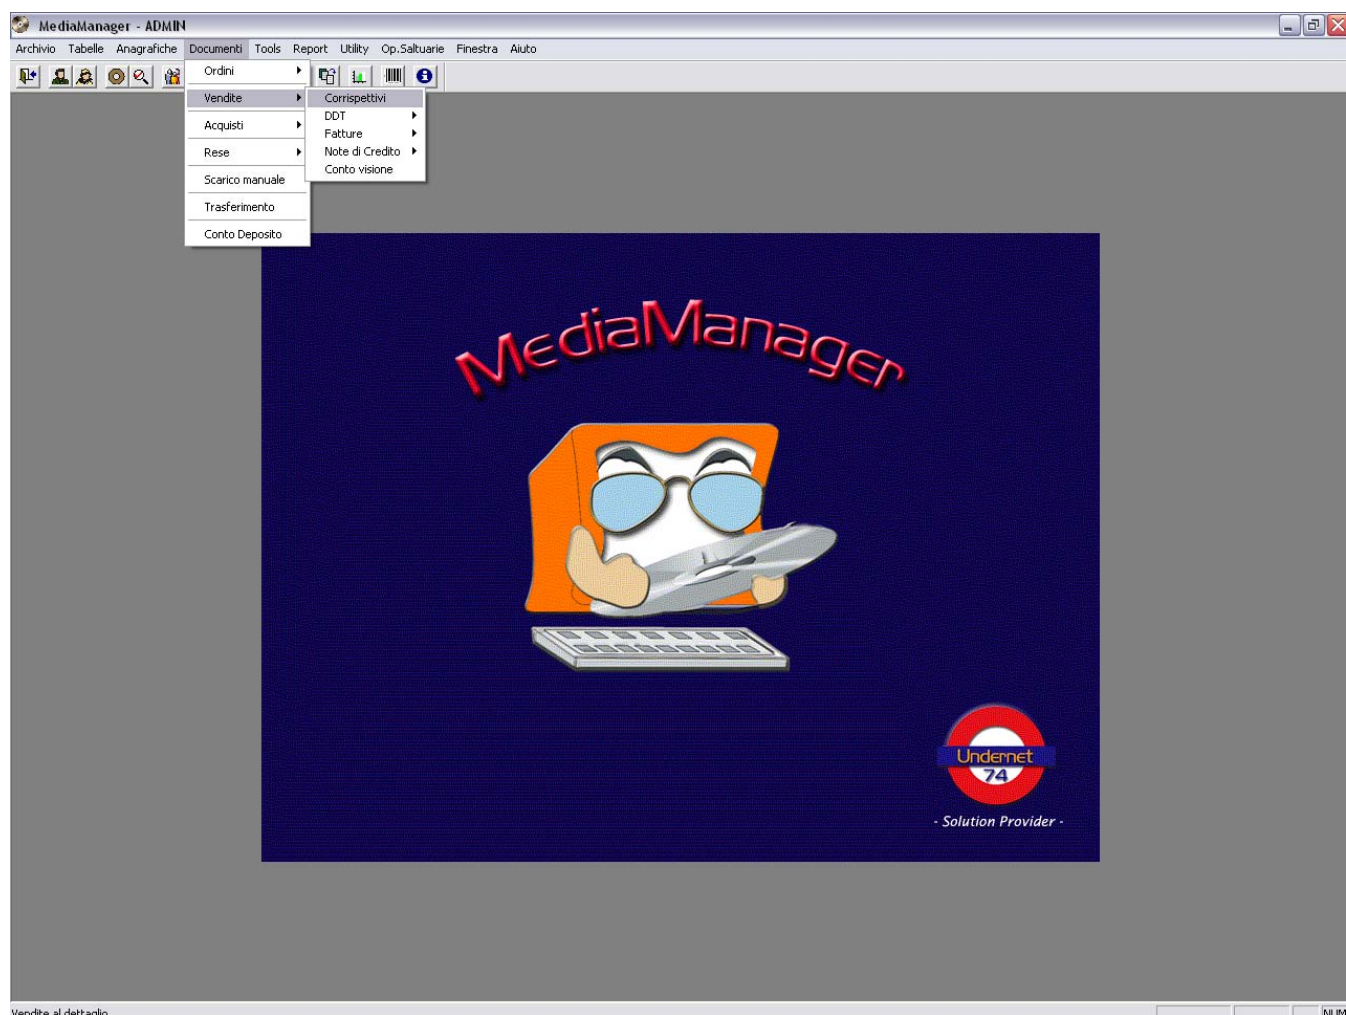 MediaManager - ADMIN
Archivio Tabelle Anagrafiche Documenti Tools Report Utility Op.Saltuarie Finestra Aiuto
Ordini
Vendite
Acquisti
Rese
Scarico manuale
Trasferimento
Conto Deposito
Corrispettivi
DDT
Fatture
Note di Credito
Conto visione
MediaManager
Undernet
74
- Solution Provider -
Vendite al dettaglio
NUM